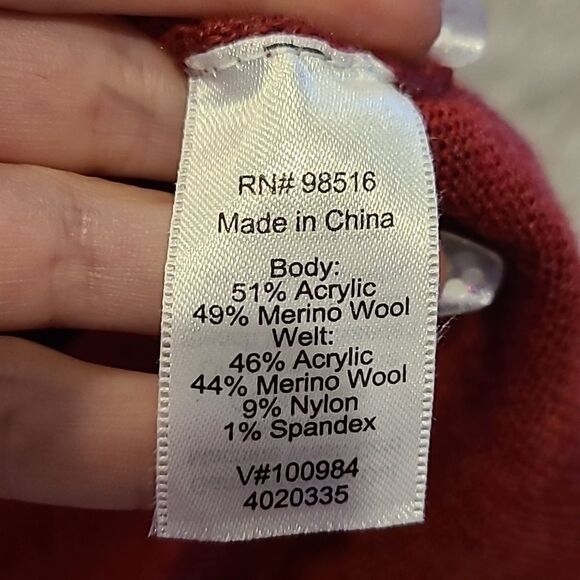 RN# 98516
Made in China
Body:
51% Acrylic
49% Merino Wool
Welt:
46% Acrylic
44% Merino Wool
9% Nylon
1% Spandex
V#100984
4020335